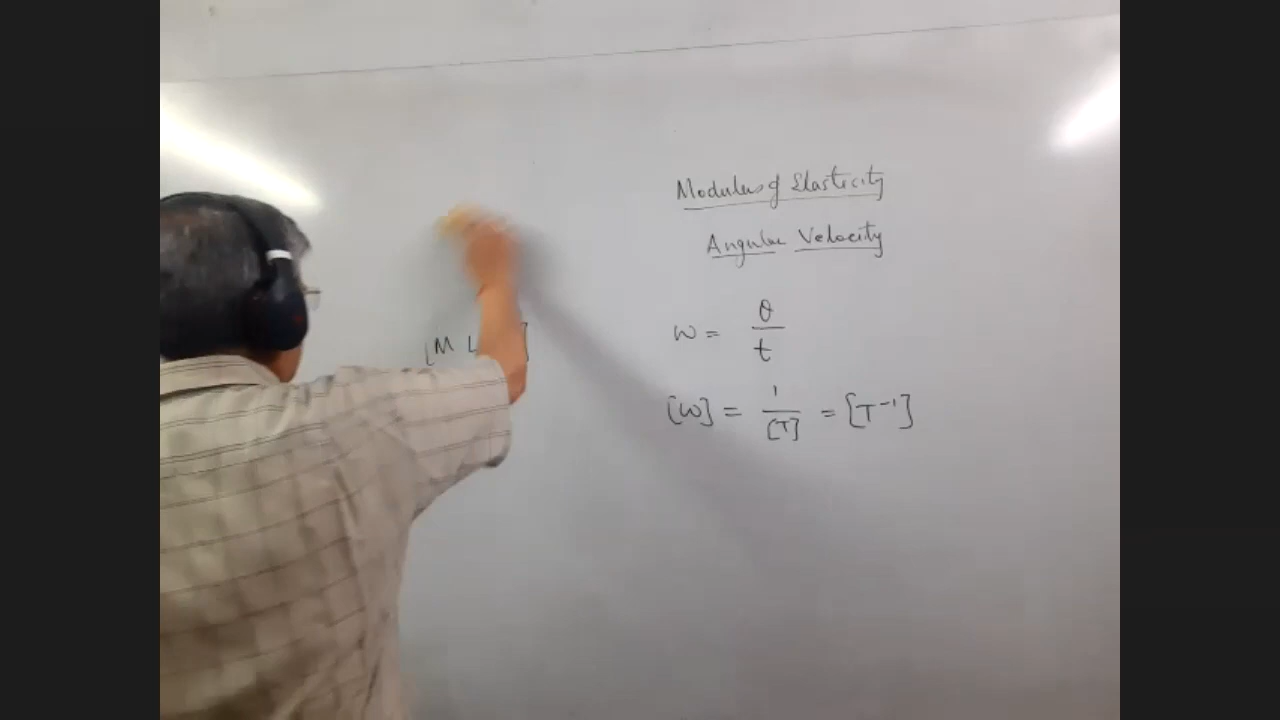 Modulus of Elasticity
Angular Velocity
[M L ]
W = θ / t
[W] = 1 / [T] = [T⁻¹]